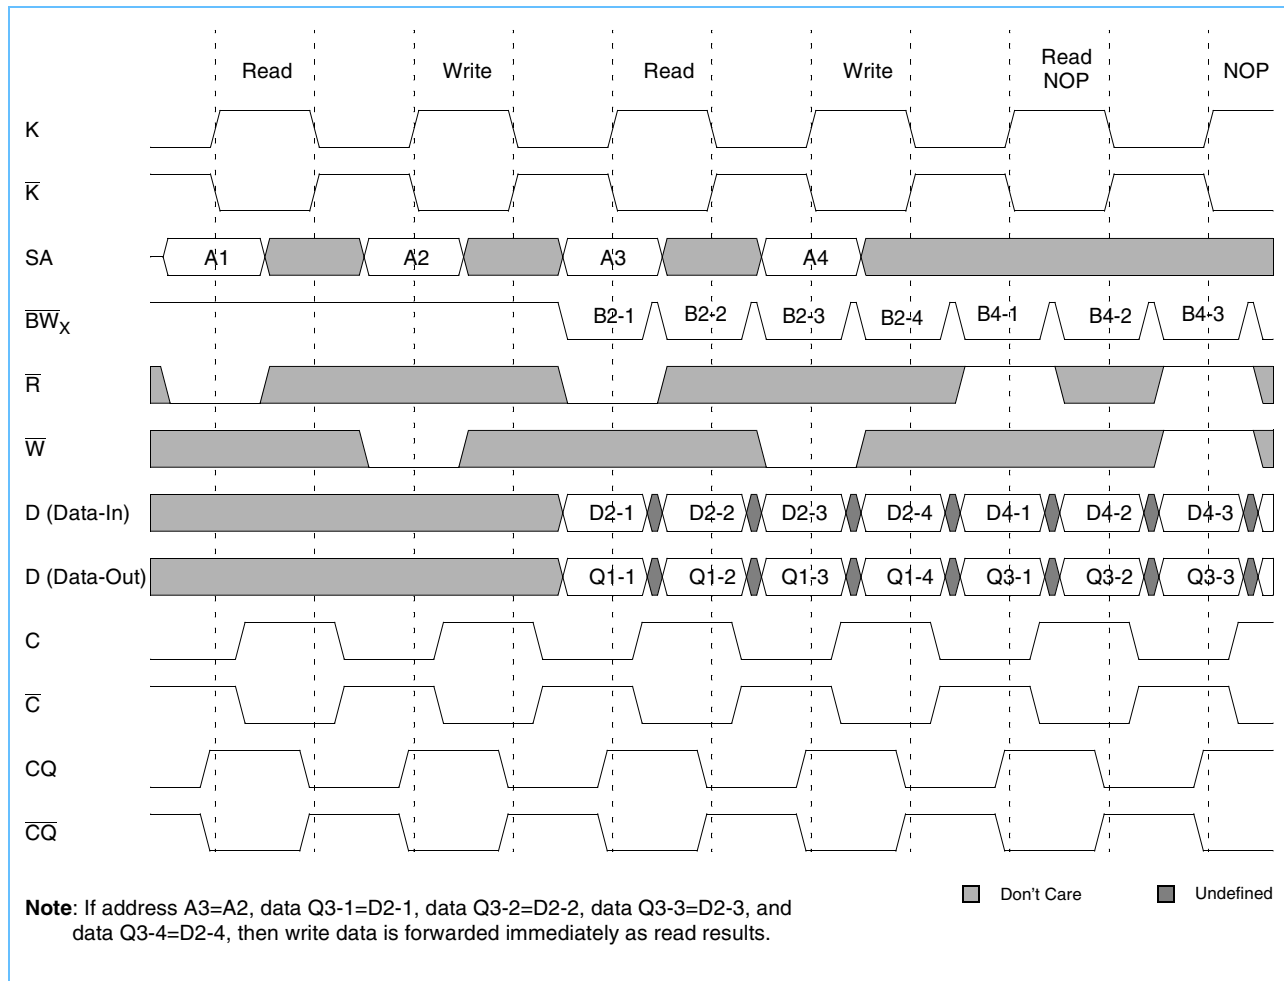 Read Write Read Write Read NOP NOP
K
K̅
SA A1 A2 A3 A4
B̅W̅X B2-1 B2-2 B2-3 B2-4 B4-1 B4-2 B4-3
R̅
W̅
D (Data-In) D2-1 D2-2 D2-3 D2-4 D4-1 D4-2 D4-3
D (Data-Out) Q1-1 Q1-2 Q1-3 Q1-4 Q3-1 Q3-2 Q3-3
C
C̅
CQ
C̅Q̅
Don't Care Undefined
Note: If address A3=A2, data Q3-1=D2-1, data Q3-2=D2-2, data Q3-3=D2-3, and
data Q3-4=D2-4, then write data is forwarded immediately as read results.